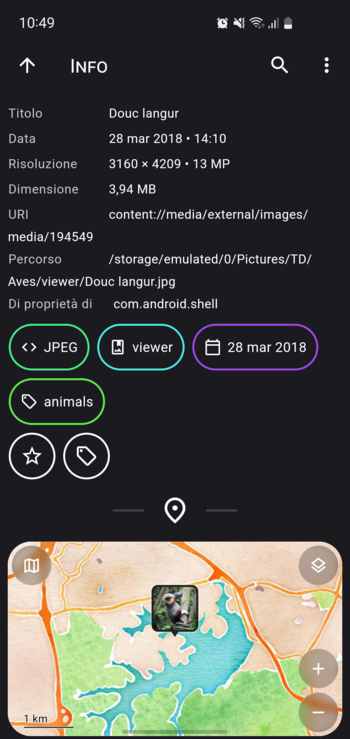 10:49
INFO
Titolo Douc langur
Data 28 mar 2018 • 14:10
Risoluzione 3160 × 4209 • 13 MP
Dimensione 3,94 MB
URI content://media/external/images/
media/194549
Percorso /storage/emulated/0/Pictures/TD/
Aves/viewer/Douc langur.jpg
Di proprietà di com.android.shell
JPEG viewer 28 mar 2018
animals
1 km